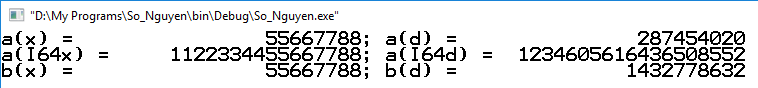 "D:\My Programs\So_Nguyen\bin\Debug\So_Nguyen.exe"
a(x) = 55667788; a(d) = 287454020
a(I64x) = 1122334455667788; a(I64d) = 1234605616436508552
b(x) = 55667788; b(d) = 1432778632